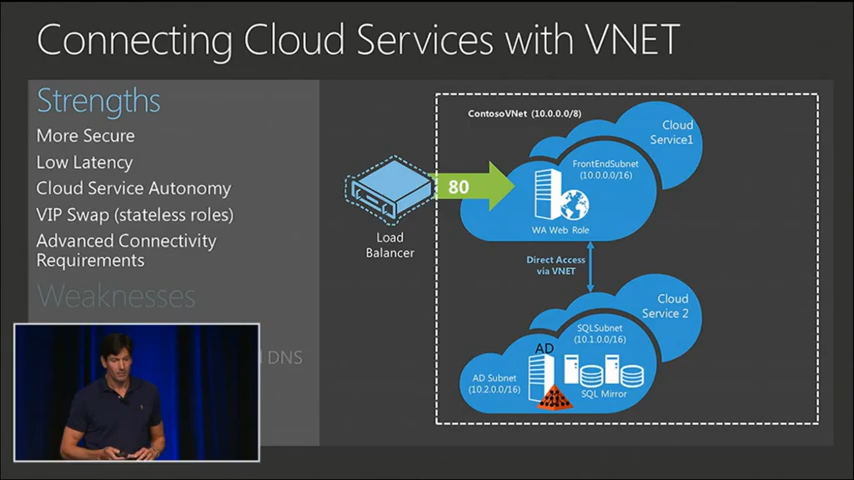 Connecting Cloud Services with VNET
Strengths
More Secure
Low Latency
Cloud Service Autonomy
VIP Swap (stateless roles)
Advanced Connectivity
Requirements
Weaknesses
DNS
80
Load
Balancer
ContosoVNet (10.0.0.0/8)
Cloud
Service1
FrontEndSubnet
(10.0.0.0/16)
WA Web Role
Direct Access
via VNET
Cloud
Service 2
SQLSubnet
(10.1.0.0/16)
AD
AD Subnet
(10.2.0.0/16)
SQL Mirror